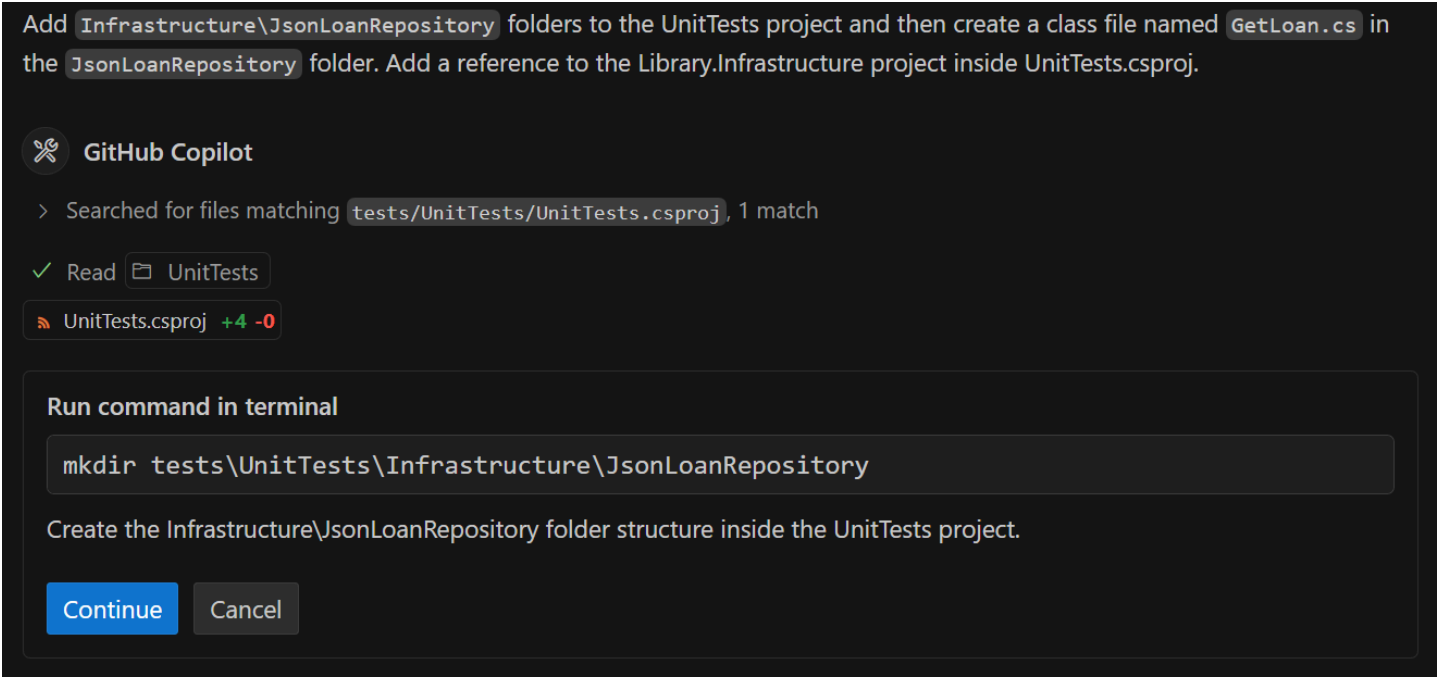 Add Infrastructure\JsonLoanRepository folders to the UnitTests project and then create a class file named GetLoan.cs in
the JsonLoanRepository folder. Add a reference to the Library.Infrastructure project inside UnitTests.csproj.
GitHub Copilot
Searched for files matching tests/UnitTests/UnitTests.csproj, 1 match
Read UnitTests
UnitTests.csproj +4 -0
Run command in terminal
mkdir tests\UnitTests\Infrastructure\JsonLoanRepository
Create the Infrastructure\JsonLoanRepository folder structure inside the UnitTests project.
Continue Cancel